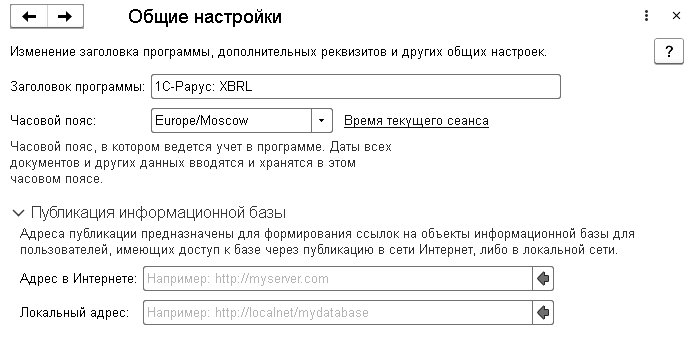 Общие настройки
Изменение заголовка программы, дополнительных реквизитов и других общих настроек.
?
Заголовок программы: 1С-Рарус: XBRL
Часовой пояс: Europe/Moscow Время текущего сеанса
Часовой пояс, в котором ведется учет в программе. Даты всех
документов и других данных вводятся и хранятся в этом
часовом поясе.
Публикация информационной базы
Адреса публикации предназначены для формирования ссылок на объекты информационной базы для
пользователей, имеющих доступ к базе через публикацию в сети Интернет, либо в локальной сети.
Адрес в Интернете: Например: http://myserver.com
Локальный адрес: Например: http://localnet/mydatabase